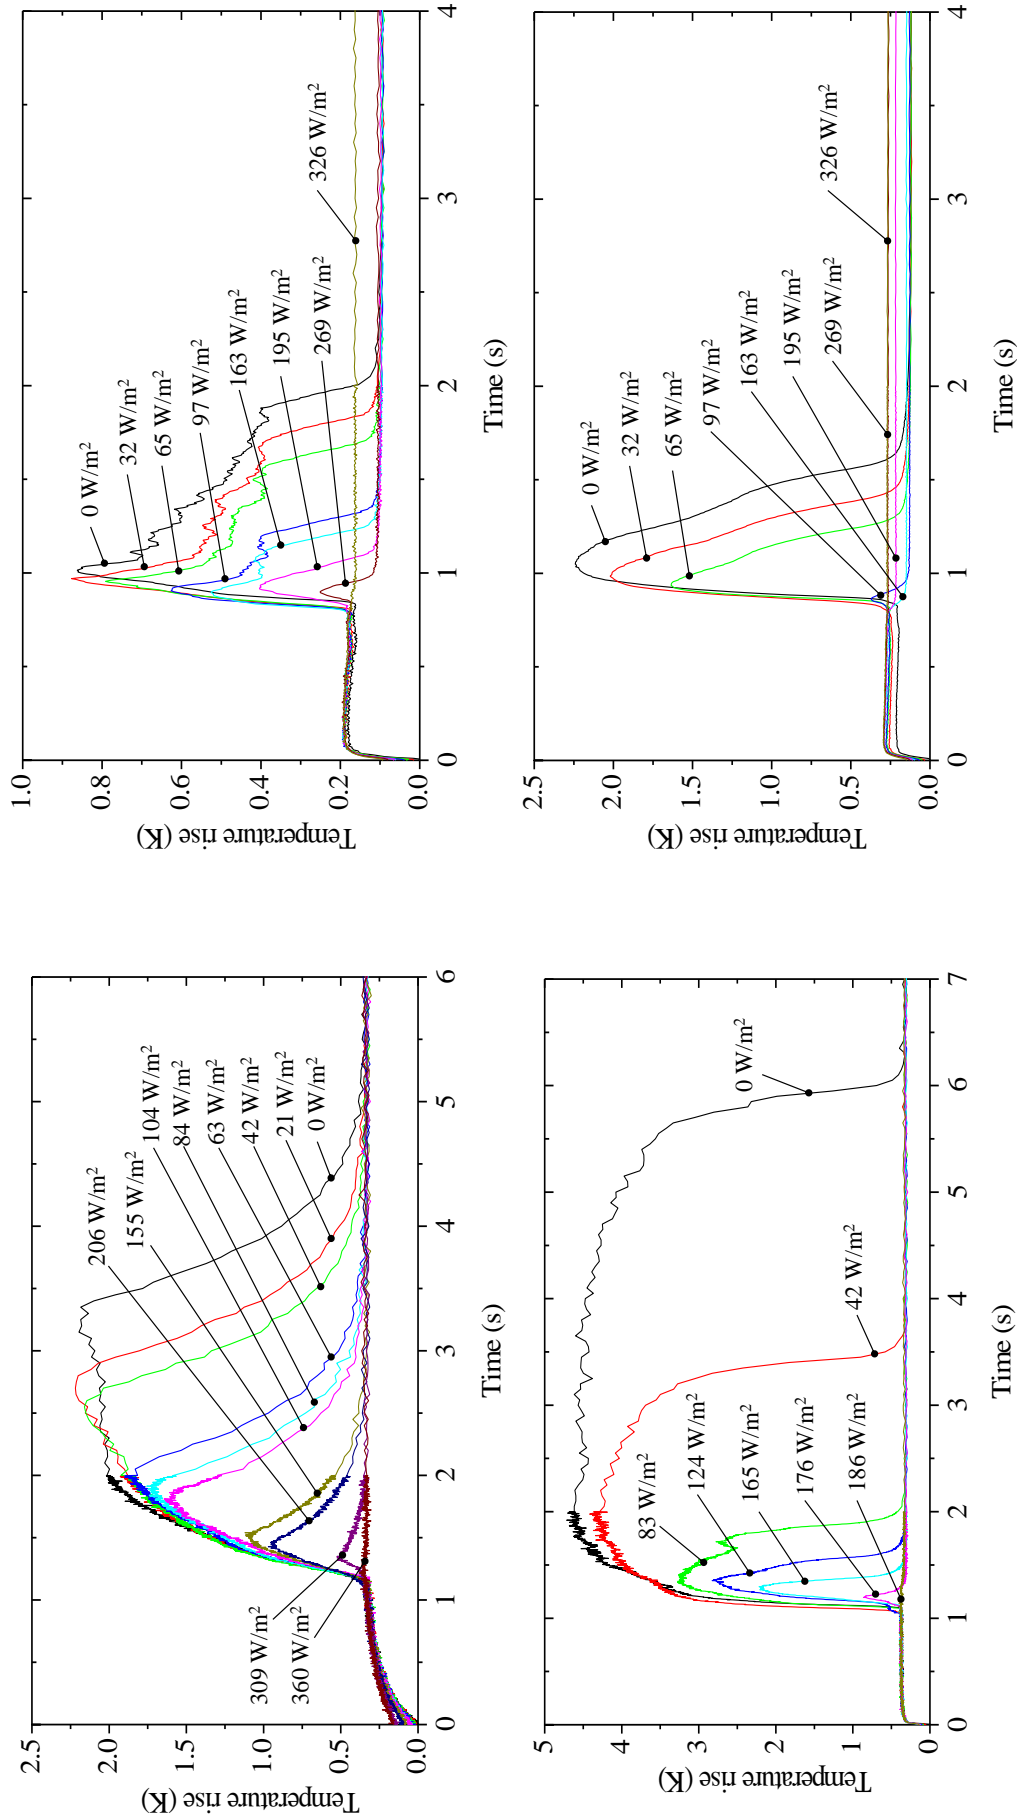 2.5
2.0
1.5
1.0
0.5
0.0
Temperature rise (K)
0
1
2
3
4
5
6
Time (s)
206 W/m²
155 W/m²
104 W/m²
84 W/m²
63 W/m²
42 W/m²
21 W/m²
0 W/m²
309 W/m²
360 W/m²
1.0
0.8
0.6
0.4
0.2
0.0
Temperature rise (K)
0
1
2
3
4
Time (s)
0 W/m²
32 W/m²
65 W/m²
97 W/m²
163 W/m²
195 W/m²
269 W/m²
326 W/m²
5
4
3
2
1
0
Temperature rise (K)
0
1
2
3
4
5
6
7
Time (s)
83 W/m²
124 W/m²
165 W/m²
176 W/m²
186 W/m²
42 W/m²
0 W/m²
2.5
2.0
1.5
1.0
0.5
0.0
Temperature rise (K)
0
1
2
3
4
Time (s)
0 W/m²
32 W/m²
65 W/m²
97 W/m²
163 W/m²
195 W/m²
269 W/m²
326 W/m²